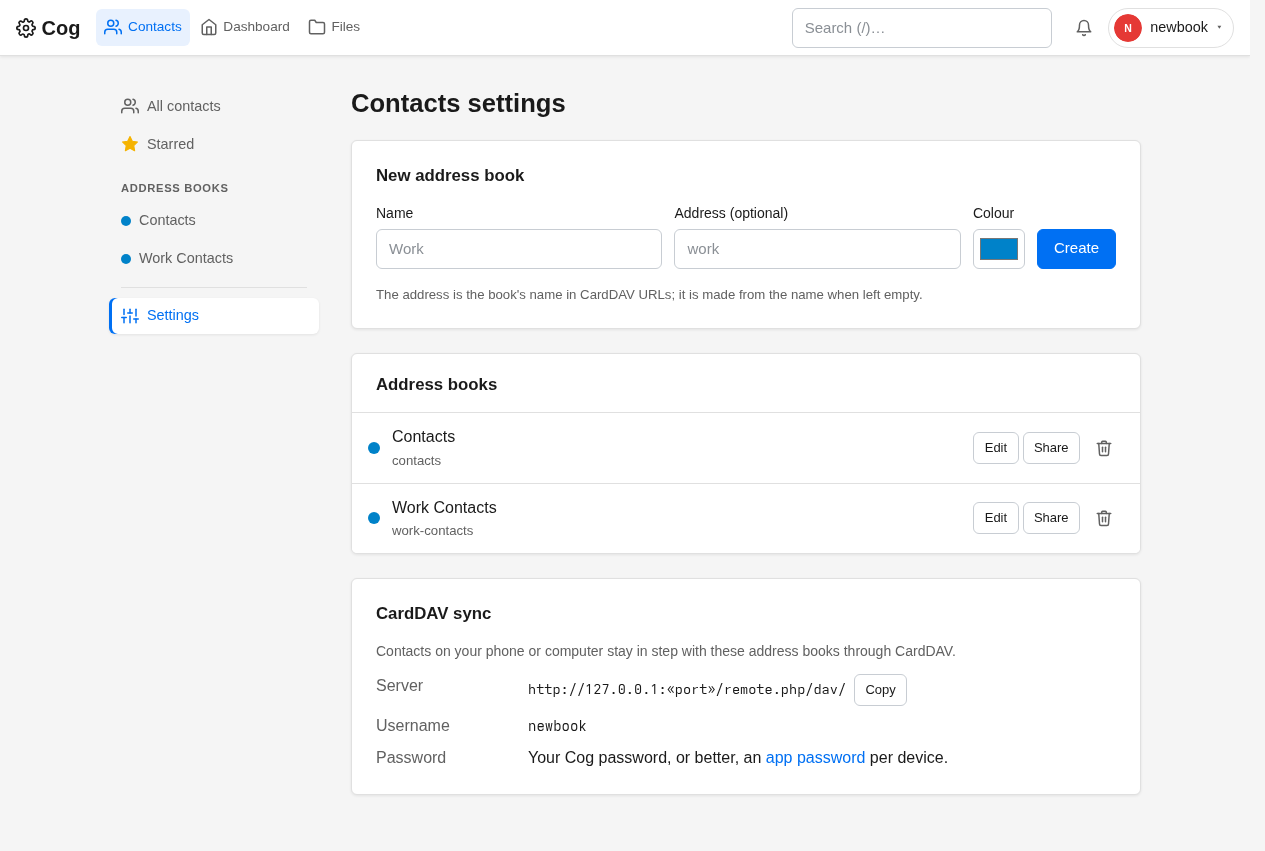 Cog
Contacts
Dashboard
Files
Search (/)…
N
newbook
All contacts
Starred
ADDRESS BOOKS
Contacts
Work Contacts
Settings
Contacts settings
New address book
Name
Address (optional)
Colour
Work
work
Create
The address is the book's name in CardDAV URLs; it is made from the name when left empty.
Address books
Contacts
contacts
Edit
Share
Work Contacts
work-contacts
Edit
Share
CardDAV sync
Contacts on your phone or computer stay in step with these address books through CardDAV.
Server
http://127.0.0.1:«port»/remote.php/dav/
Copy
Username
newbook
Password
Your Cog password, or better, an app password per device.